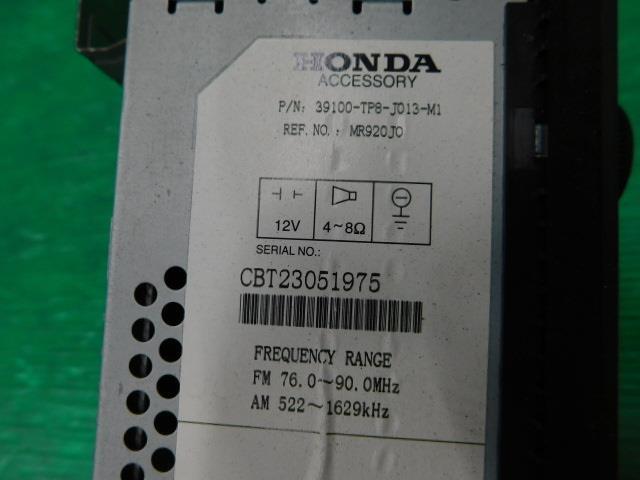 HONDA
ACCESSORY
P/N: 39100-TP8-J013-M1
REF.NO.: MR920J0
12V 4~8Ω
SERIAL NO.:
CBT23051975
FREQUENCY RANGE
FM 76.0~90.0MHz
AM 522~1629kHz